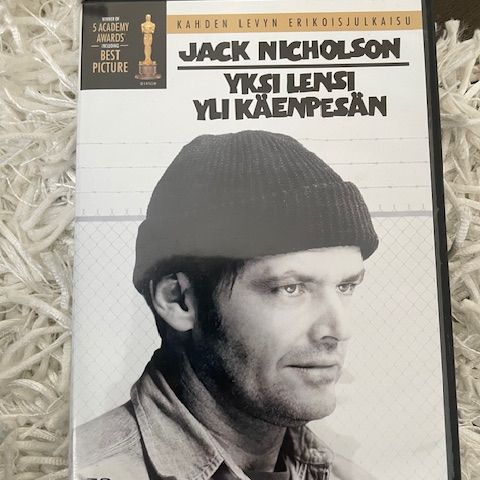 WINNER OF
5 ACADEMY
AWARDS
INCLUDING
BEST
PICTURE
KAHDEN LEVYN ERIKOISJULKAISU
JACK NICHOLSON
YKSI LENSI
YLI KÄENPESÄN